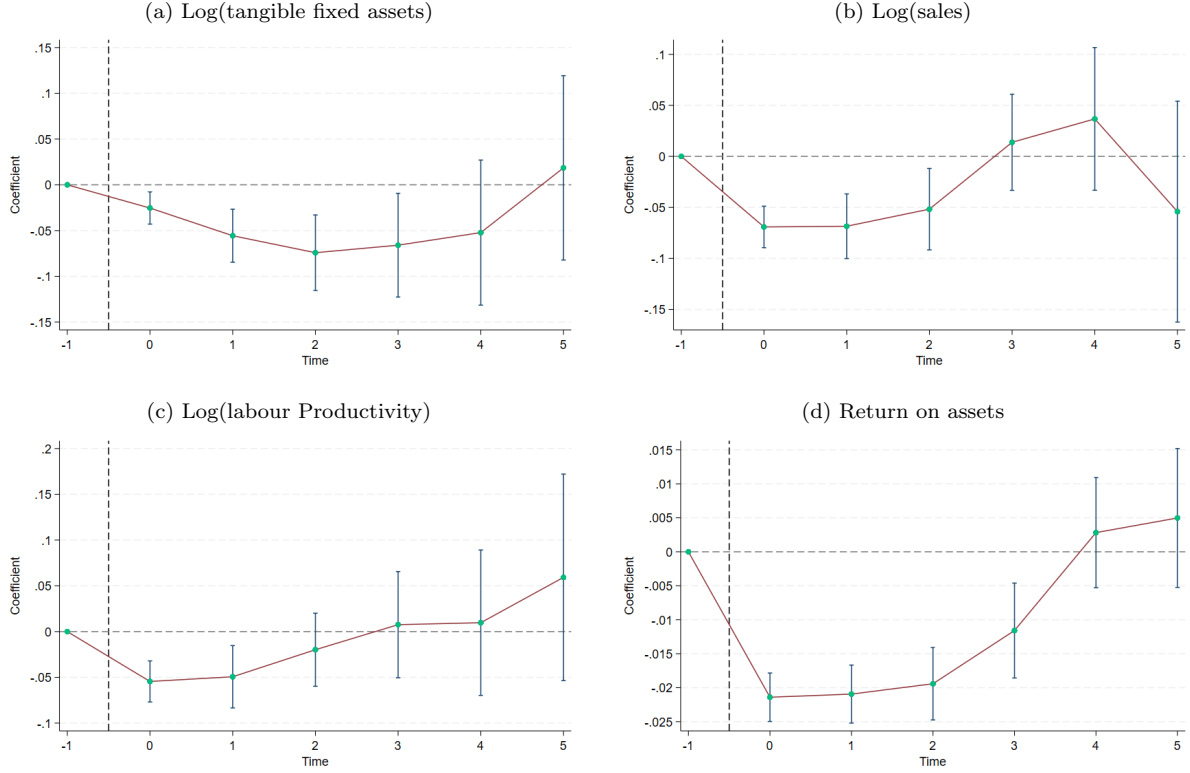 (a) Log(tangible fixed assets)
.15
.1
.05
0
-.05
-.1
-.15
Coefficient
-1 0 1 2 3 4 5
Time
(b) Log(sales)
.1
.05
0
-.05
-.1
-.15
Coefficient
-1 0 1 2 3 4 5
Time
(c) Log(labour Productivity)
.2
.15
.1
.05
0
-.05
-.1
Coefficient
-1 0 1 2 3 4 5
Time
(d) Return on assets
.015
.01
.005
0
-.005
-.01
-.015
-.02
-.025
Coefficient
-1 0 1 2 3 4 5
Time